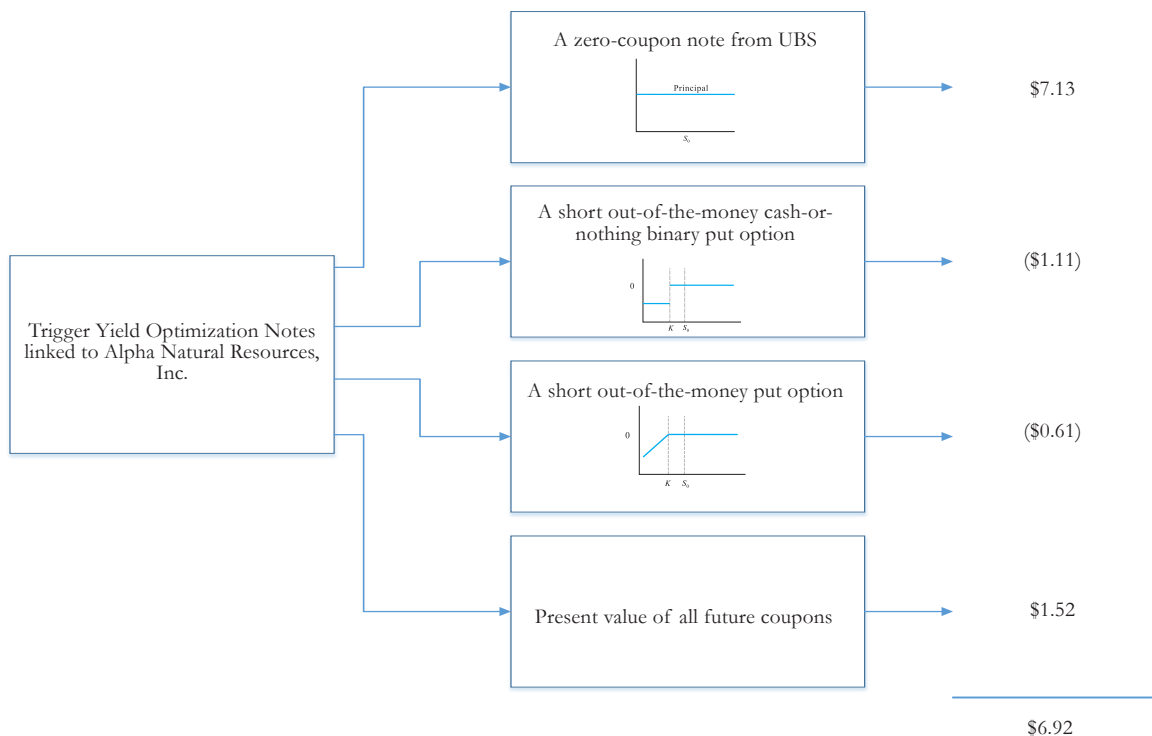 A zero-coupon note from UBS
Principal
S₀
$7.13
A short out-of-the-money cash-or-
nothing binary put option
0
K
S₀
($1.11)
Trigger Yield Optimization Notes
linked to Alpha Natural Resources,
Inc.
A short out-of-the-money put option
0
K
S₀
($0.61)
Present value of all future coupons
$1.52
$6.92